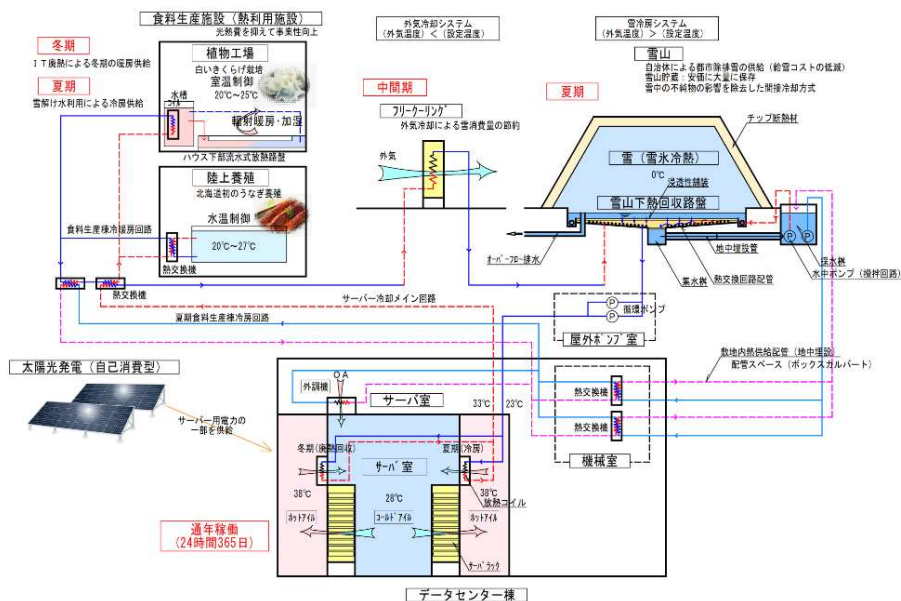 食料生産施設（熱利用施設）
光熱費を抑えて事業性向上
冬期
ＩＴ廃熱による冬期の暖房供給
夏期
雪解け水利用による冷房供給
植物工場
白いきくらげ栽培
室温制御
20℃～25℃
水槽
コイル
輻射暖房・加湿
ハウス下部流水式放熱路盤
陸上養殖
北海道初のうなぎ養殖
水温制御
20℃～27℃
食料生産棟冷暖房回路
熱交換機
熱交換機
外気冷却システム
（外気温度）＜（設定温度）
中間期
ﾌﾘｰｸｰﾘﾝｸﾞ
外気冷却による雪消費量の節約
外気
雪冷房システム
（外気温度）＞（設定温度）
雪山
自治体による都市除排雪の供給（給雪コストの低減）
雪山貯蔵：安価に大量に保存
雪中の不純物の影響を除去した間接冷却方式
夏期
チップ断熱材
雪（雪氷冷熱）
0℃
浸透性舗装
雪山下熱回収路盤
ｵｰﾊﾞｰﾌﾛｰ排水
集水桝
熱交換回路配管
地中埋設管
採水桝
水中ポンプ（撹拌回路）
P
P
サーバー冷却メイン回路
夏期食料生産棟冷房回路
P
P
循環ポンプ
屋外ﾎﾟﾝﾌﾟ室
太陽光発電（自己消費型）
サーバー用電力の
一部を供給
ＯＡ
外調機
サーバ室
33℃
23℃
冬期(廃熱回収)
サーバ室
夏期(冷房)
38℃
28℃
38℃
放熱コイル
ﾎｯﾄｱｲﾙ
ｺｰﾙﾄﾞｱｲﾙ
ﾎｯﾄｱｲﾙ
サーバラック
通年稼働
(24時間365日)
データセンター棟
熱交換機
熱交換機
機械室
敷地内熱供給配管（地中埋設）
配管スペース（ボックスカルバート）